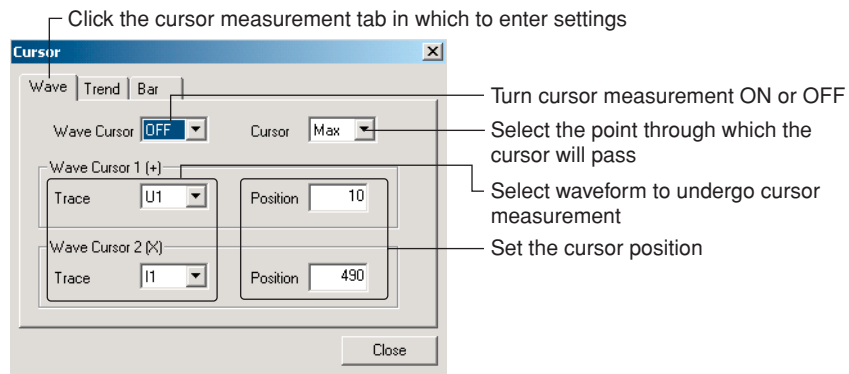 Click the cursor measurement tab in which to enter settings
Cursor
Wave Trend Bar
Turn cursor measurement ON or OFF
Wave Cursor OFF Cursor Max
Select the point through which the
cursor will pass
Wave Cursor 1 (+)
Select waveform to undergo cursor
measurement
Trace U1 Position 10
Wave Cursor 2 (X)
Set the cursor position
Trace I1 Position 490
Close